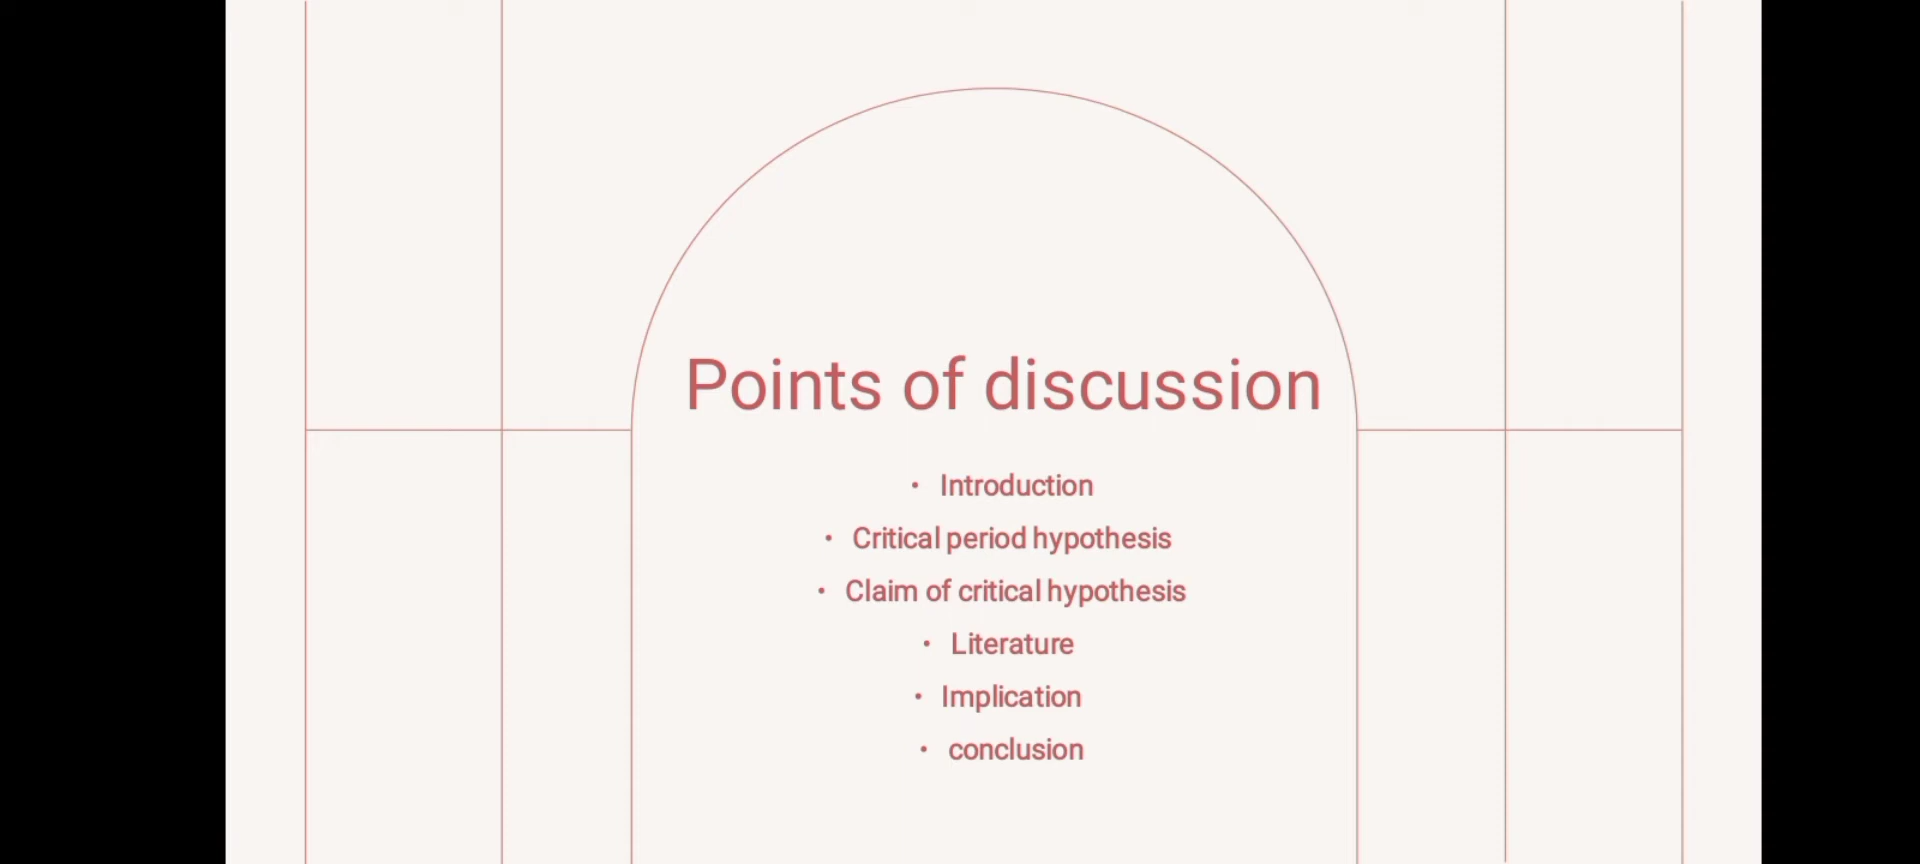 Points of discussion
• Introduction
• Critical period hypothesis
• Claim of critical hypothesis
• Literature
• Implication
• conclusion